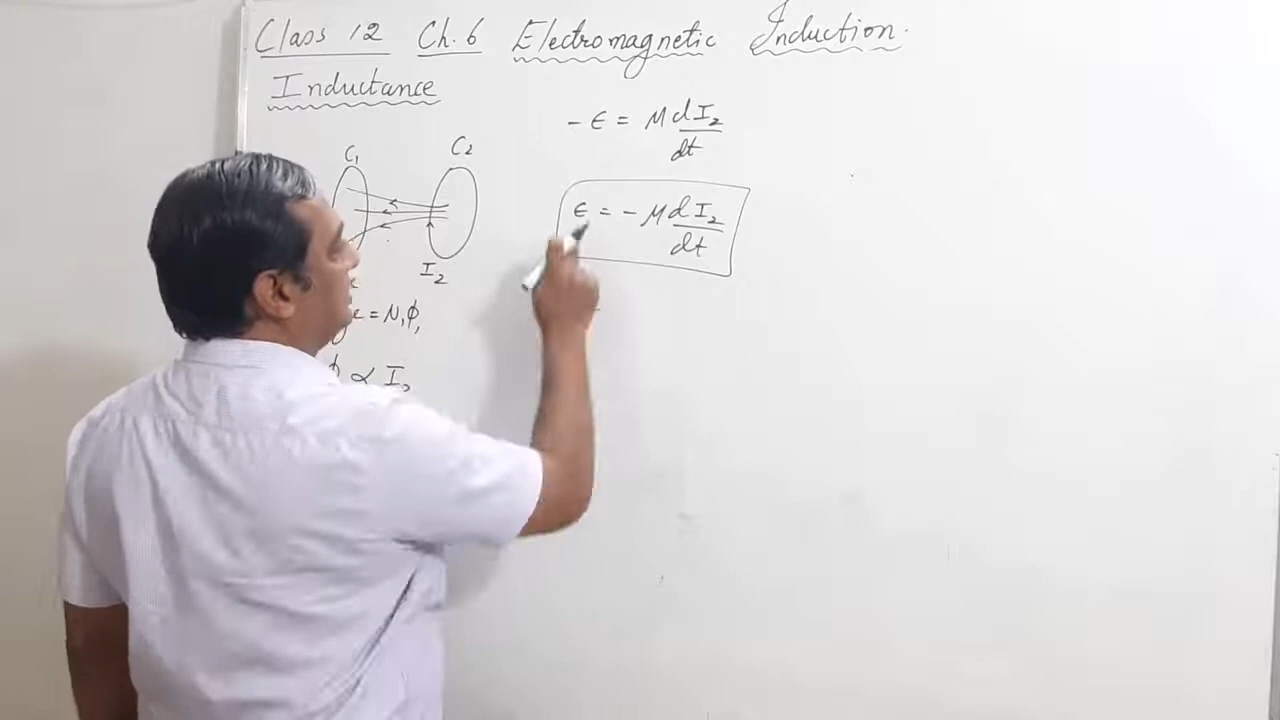 Class 12 Ch. 6 Electromagnetic Induction.
Inductance
C₁ C₂
I₂
= N₁ϕ₁
ϕ ∝ I₂
- ϵ = M dI₂/dt
ϵ = - M dI₂/dt